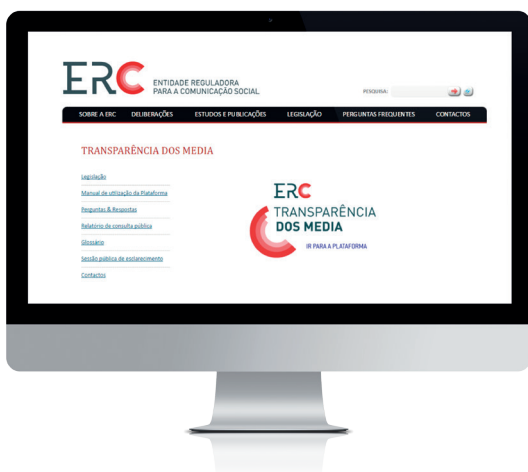 ERC ENTIDADE REGULADORA
PARA A COMUNICAÇÃO SOCIAL
PESQUISA:
SOBRE A ERC DELIBERAÇÕES ESTUDOS E PUBLICAÇÕES LEGISLAÇÃO PERGUNTAS FREQUENTES CONTACTOS
TRANSPARÊNCIA DOS MEDIA
Legislação
Manual de utilização da Plataforma
Perguntas & Respostas
Relatório de consulta pública
Glossário
Sessão pública de esclarecimento
Contactos
ERC
TRANSPARÊNCIA
DOS MEDIA
IR PARA A PLATAFORMA